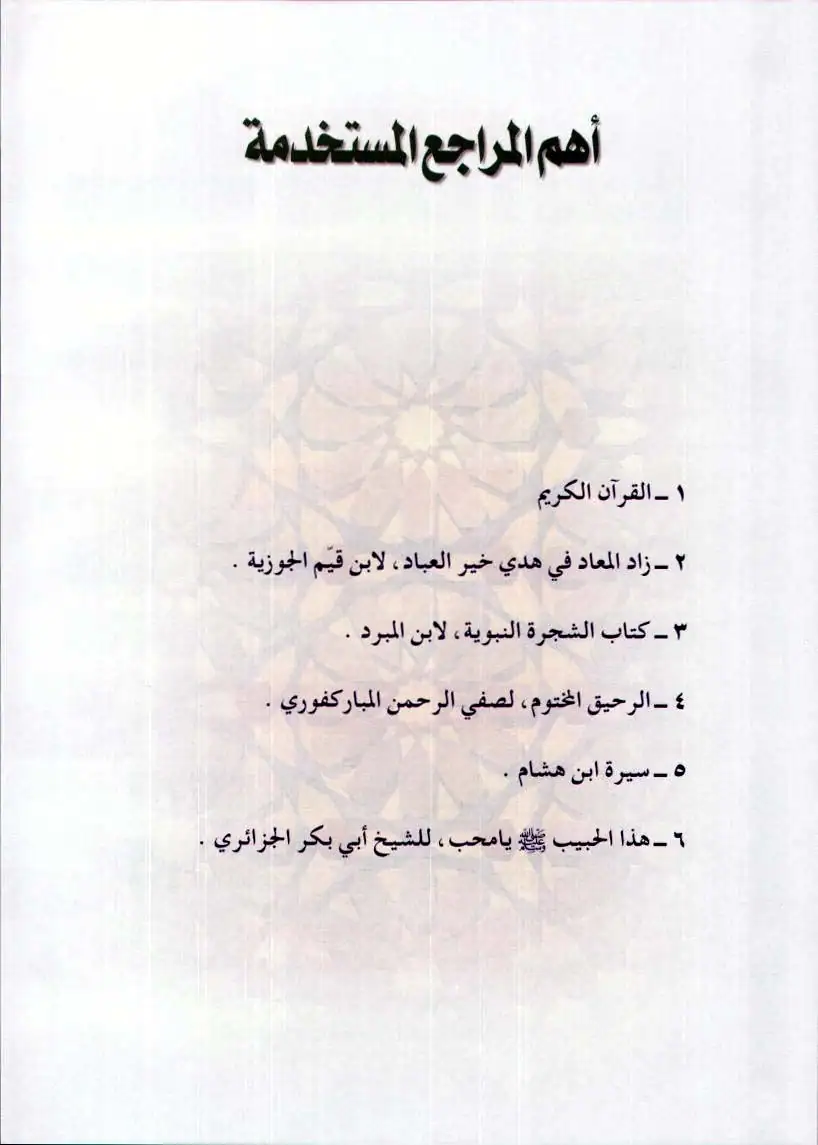 أهم المراجع المستخدمة
١ ـ القرآن الكريم
٢ ـ زاد المعاد في هدي خير العباد، لابن قيّم الجوزية .
٣ ـ كتاب الشجرة النبوية، لابن المبرد .
٤ ـ الرحيق المختوم، لصفي الرحمن المباركفوري .
٥ ـ سيرة ابن هشام .
٦ ـ هذا الحبيب ﷺ يامحب، للشيخ أبي بكر الجزائري .